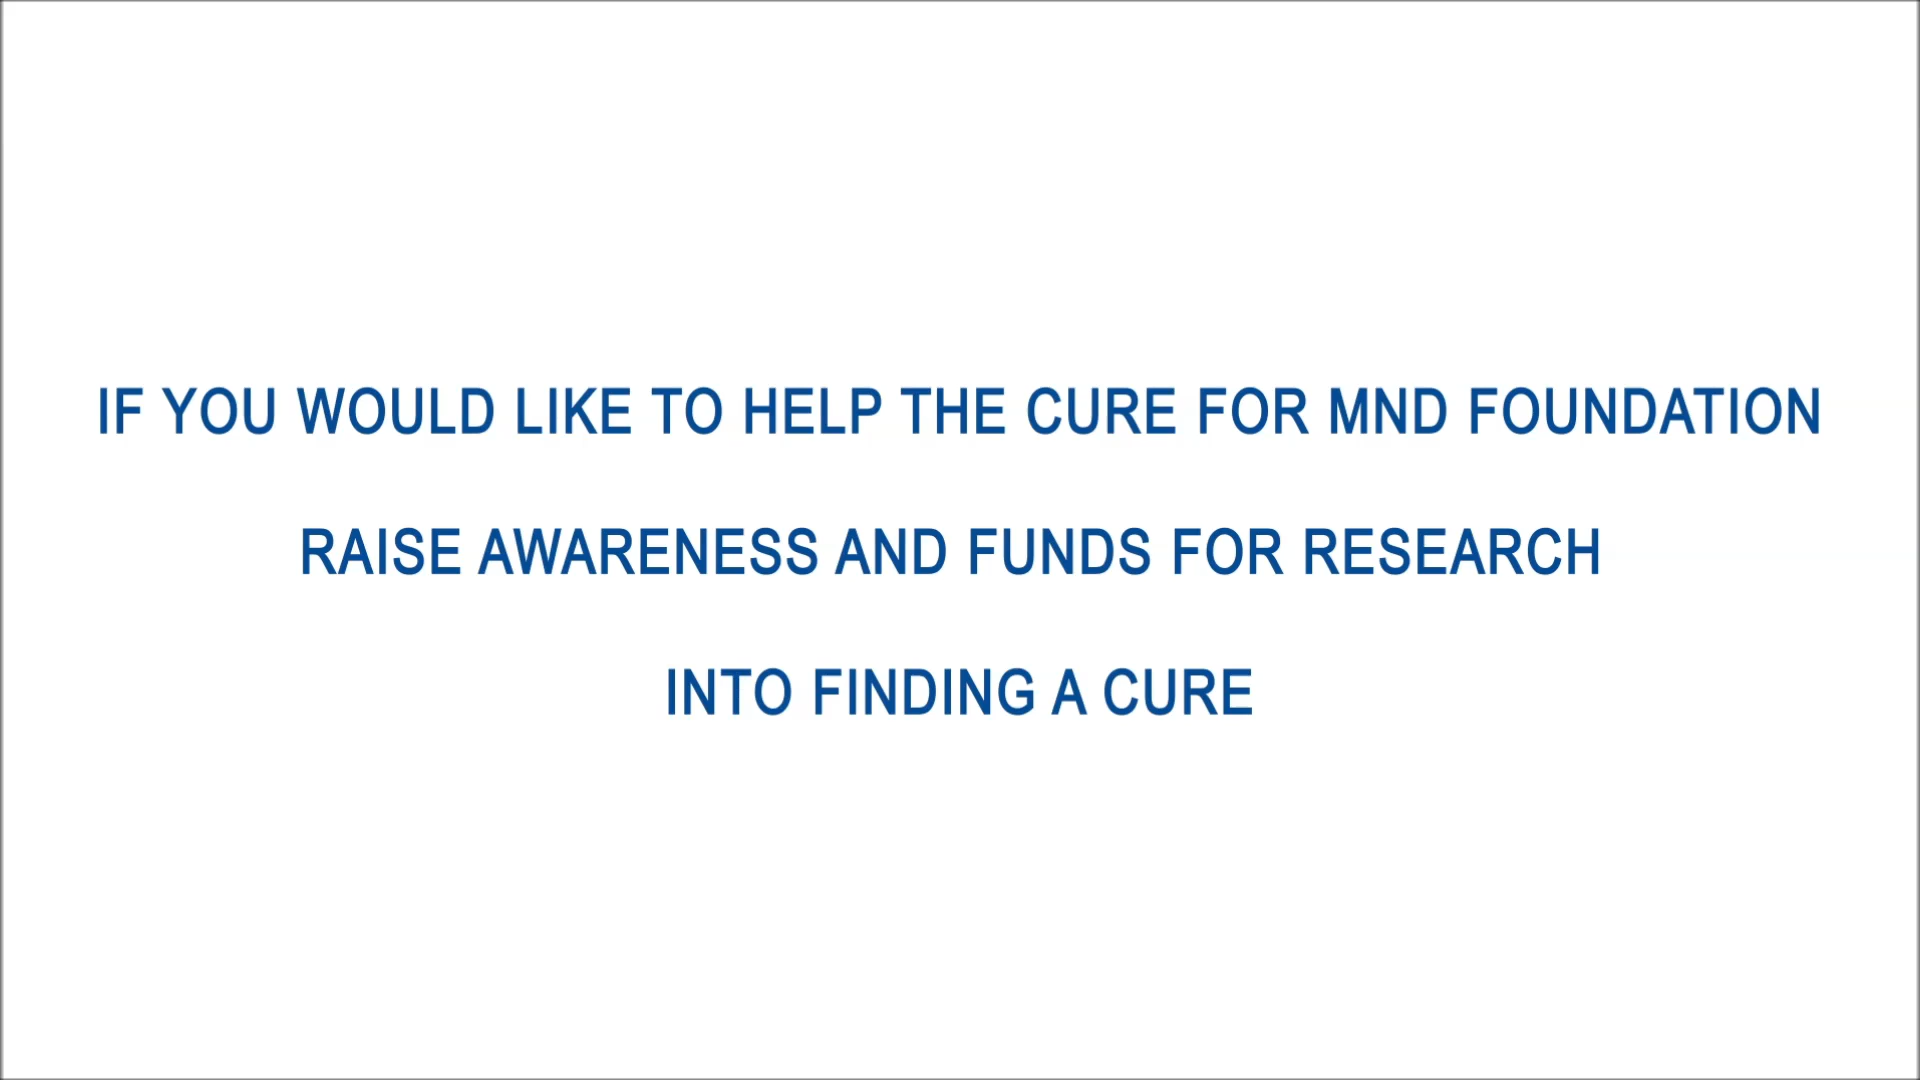 IF YOU WOULD LIKE TO HELP THE CURE FOR MND FOUNDATION
RAISE AWARENESS AND FUNDS FOR RESEARCH
INTO FINDING A CURE